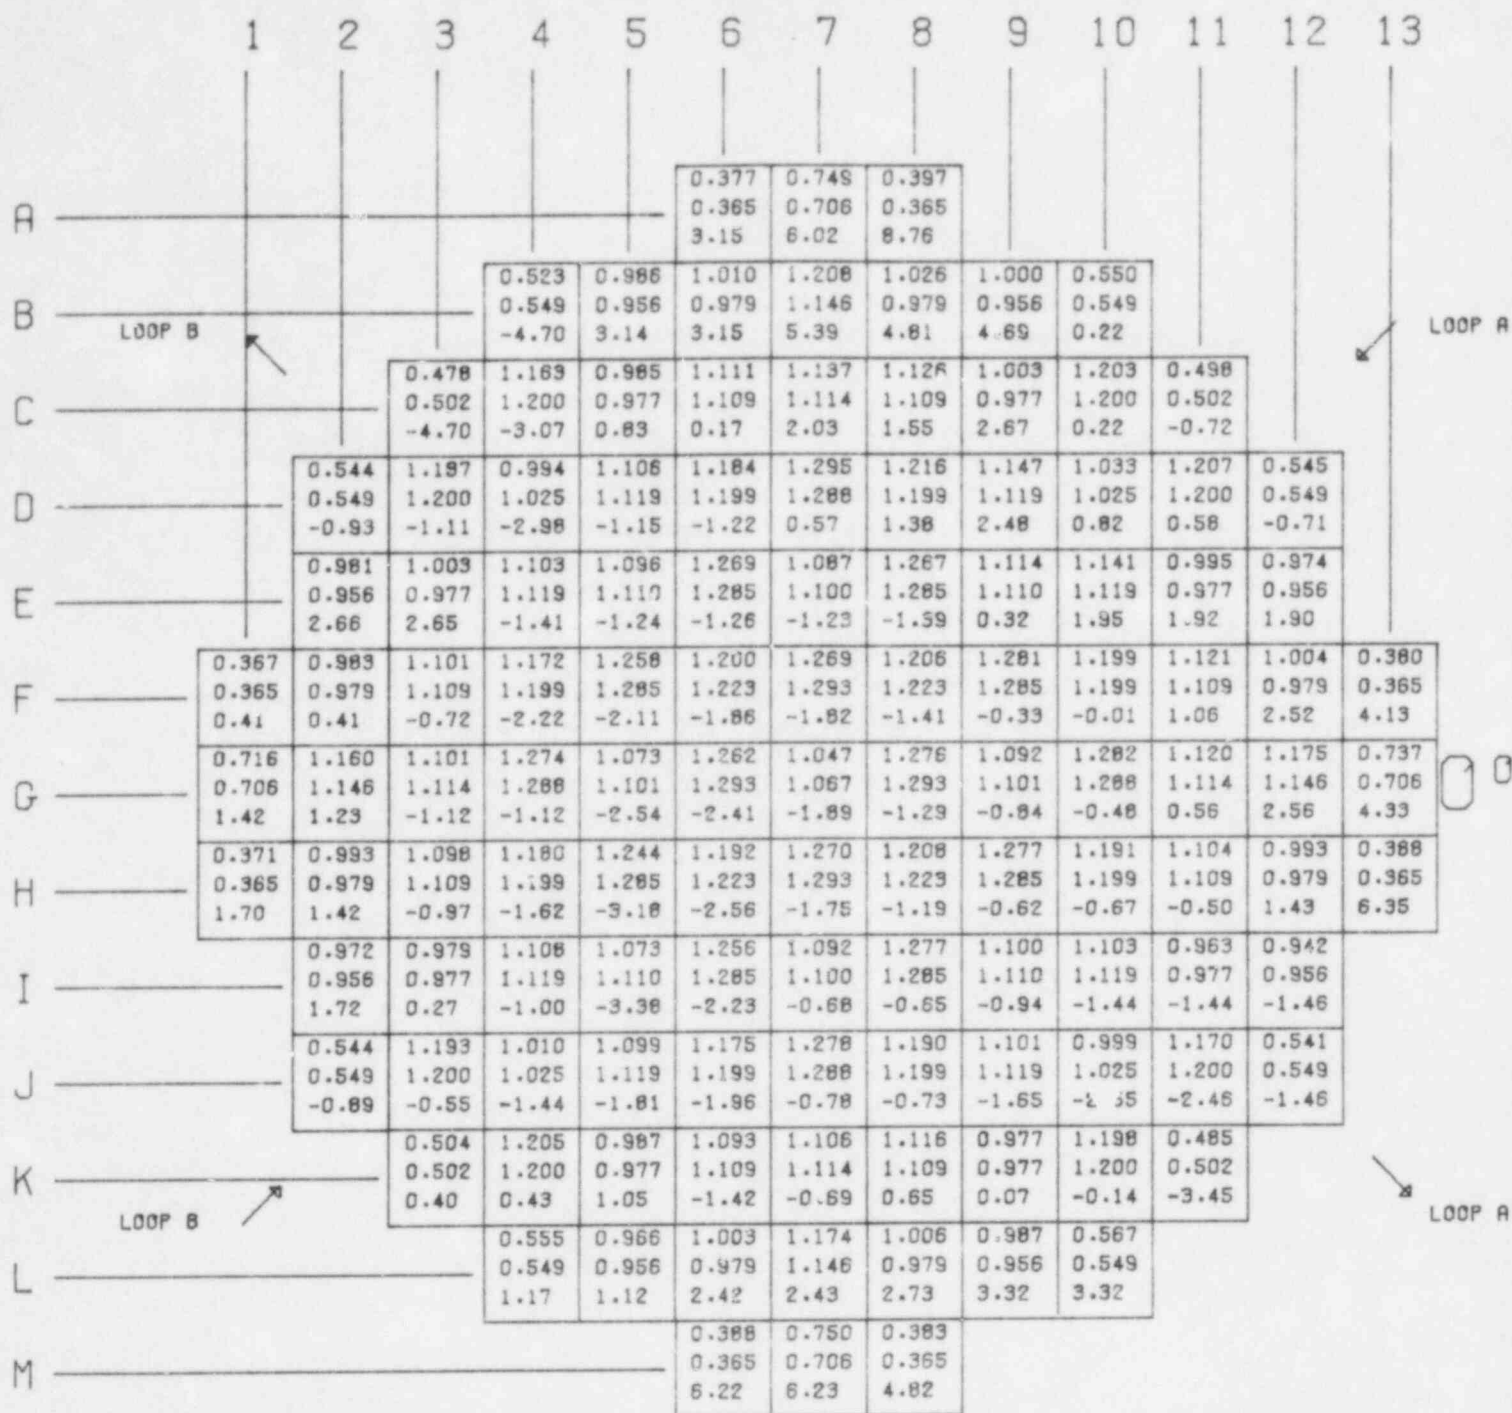 1 2 3 4 5 6 7 8 9 10 11 12 13
0.377 0.749 0.397
A 0.365 0.706 0.365
3.15 6.02 8.76
0.523 0.986 1.010 1.208 1.026 1.000 0.550
B 0.549 0.956 0.979 1.146 0.979 0.956 0.549
LOOP B -4.70 3.14 3.15 5.39 4.81 4.69 0.22 LOOP A
0.478 1.163 0.985 1.111 1.137 1.126 1.003 1.203 0.498
C 0.502 1.200 0.977 1.109 1.114 1.109 0.977 1.200 0.502
-4.70 -3.07 0.83 0.17 2.03 1.55 2.67 0.22 -0.72
0.544 1.187 0.994 1.106 1.184 1.295 1.216 1.147 1.033 1.207 0.545
D 0.549 1.200 1.025 1.119 1.199 1.288 1.199 1.119 1.025 1.200 0.549
-0.93 -1.11 -2.98 -1.15 -1.22 0.57 1.38 2.48 0.82 0.58 -0.71
0.981 1.003 1.103 1.096 1.269 1.087 1.267 1.114 1.141 0.995 0.974
E 0.956 0.977 1.119 1.110 1.285 1.100 1.285 1.110 1.119 0.977 0.956
2.66 2.65 -1.41 -1.24 -1.26 -1.23 -1.59 0.32 1.95 1.92 1.90
0.367 0.983 1.101 1.172 1.258 1.200 1.269 1.206 1.281 1.199 1.121 1.004 0.380
F 0.365 0.979 1.109 1.199 1.285 1.223 1.293 1.223 1.285 1.199 1.109 0.979 0.365
0.41 0.41 -0.72 -2.22 -2.11 -1.86 -1.82 -1.41 -0.33 -0.01 1.06 2.52 4.13
0.716 1.160 1.101 1.274 1.073 1.262 1.047 1.276 1.092 1.282 1.120 1.175 0.737
G 0.706 1.146 1.114 1.288 1.101 1.293 1.067 1.293 1.101 1.288 1.114 1.146 0.706
1.42 1.23 -1.12 -1.12 -2.54 -2.41 -1.89 -1.29 -0.84 -0.48 0.56 2.56 4.33
0.371 0.993 1.098 1.180 1.244 1.192 1.270 1.208 1.277 1.191 1.104 0.993 0.388
H 0.365 0.979 1.109 1.199 1.285 1.223 1.293 1.223 1.285 1.199 1.109 0.979 0.365
1.70 1.42 -0.97 -1.62 -3.18 -2.56 -1.75 -1.19 -0.62 -0.67 -0.50 1.43 6.35
0.972 0.979 1.108 1.073 1.256 1.092 1.277 1.100 1.103 0.963 0.942
I 0.956 0.977 1.119 1.110 1.285 1.100 1.285 1.110 1.119 0.977 0.956
1.72 0.27 -1.00 -3.38 -2.23 -0.68 -0.65 -0.94 -1.44 -1.44 -1.46
0.544 1.193 1.010 1.099 1.175 1.278 1.190 1.101 0.999 1.170 0.541
J 0.549 1.200 1.025 1.119 1.199 1.288 1.199 1.119 1.025 1.200 0.549
-0.89 -0.55 -1.44 -1.81 -1.96 -0.78 -0.73 -1.65 -2.46 -1.46
0.504 1.205 0.987 1.093 1.106 1.116 0.977 1.198 0.485
K 0.502 1.200 0.977 1.109 1.114 1.109 0.977 1.200 0.502
0.40 0.43 1.05 -1.42 -0.69 0.65 0.07 -0.14 -3.45
LOOP B LOOP A
0.555 0.966 1.003 1.174 1.006 0.987 0.567
L 0.549 0.956 0.979 1.146 0.979 0.956 0.549
1.17 1.12 2.42 2.43 2.73 3.32 3.32
0.388 0.750 0.383
M 0.365 0.706 0.365
6.22 6.23 4.82